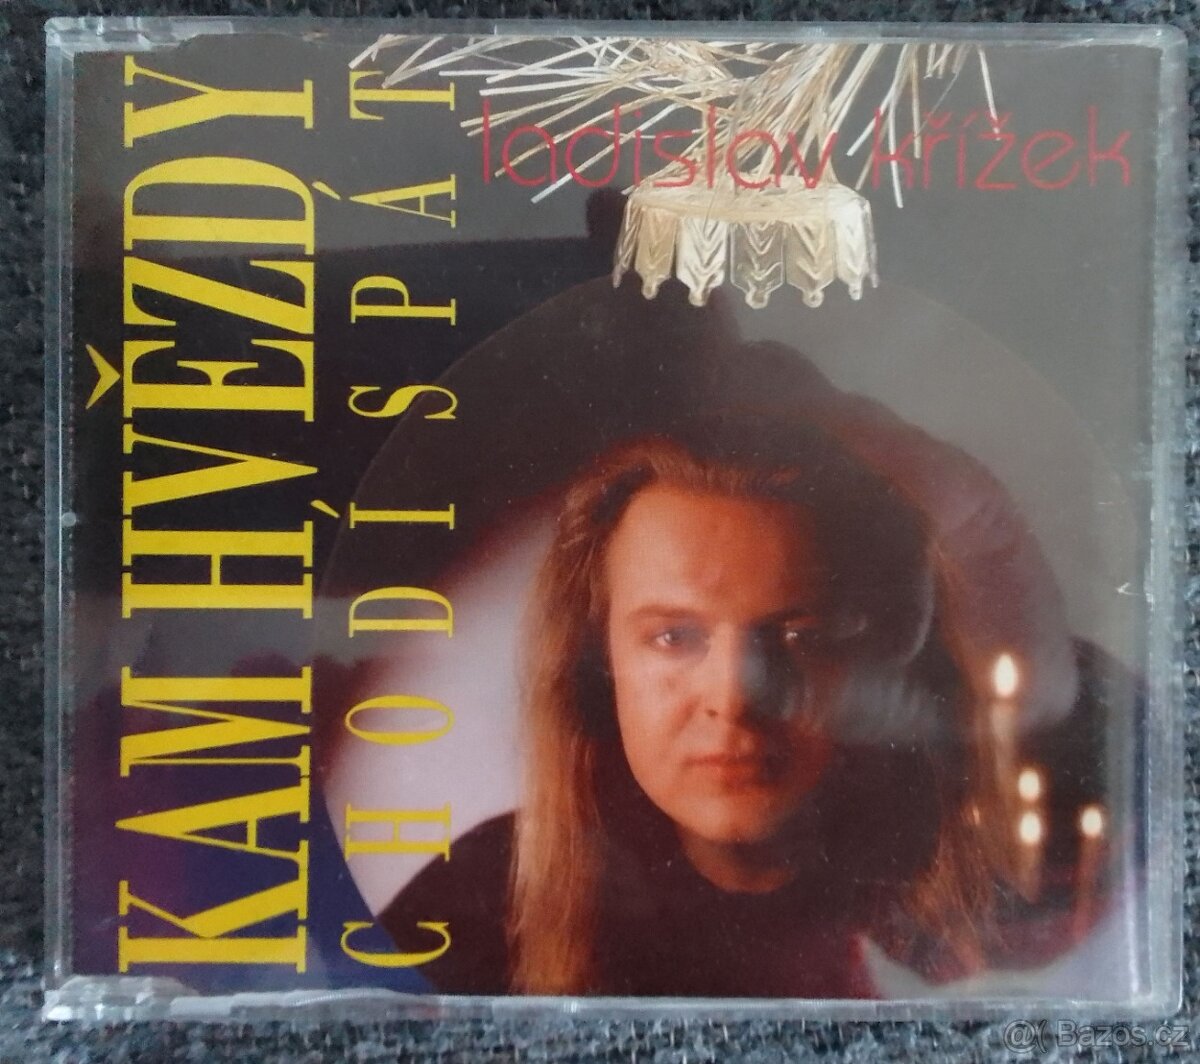 KAM HVĚZDY
CHODÍ SPÁT
ladislav křížek
@( Bazos.cz